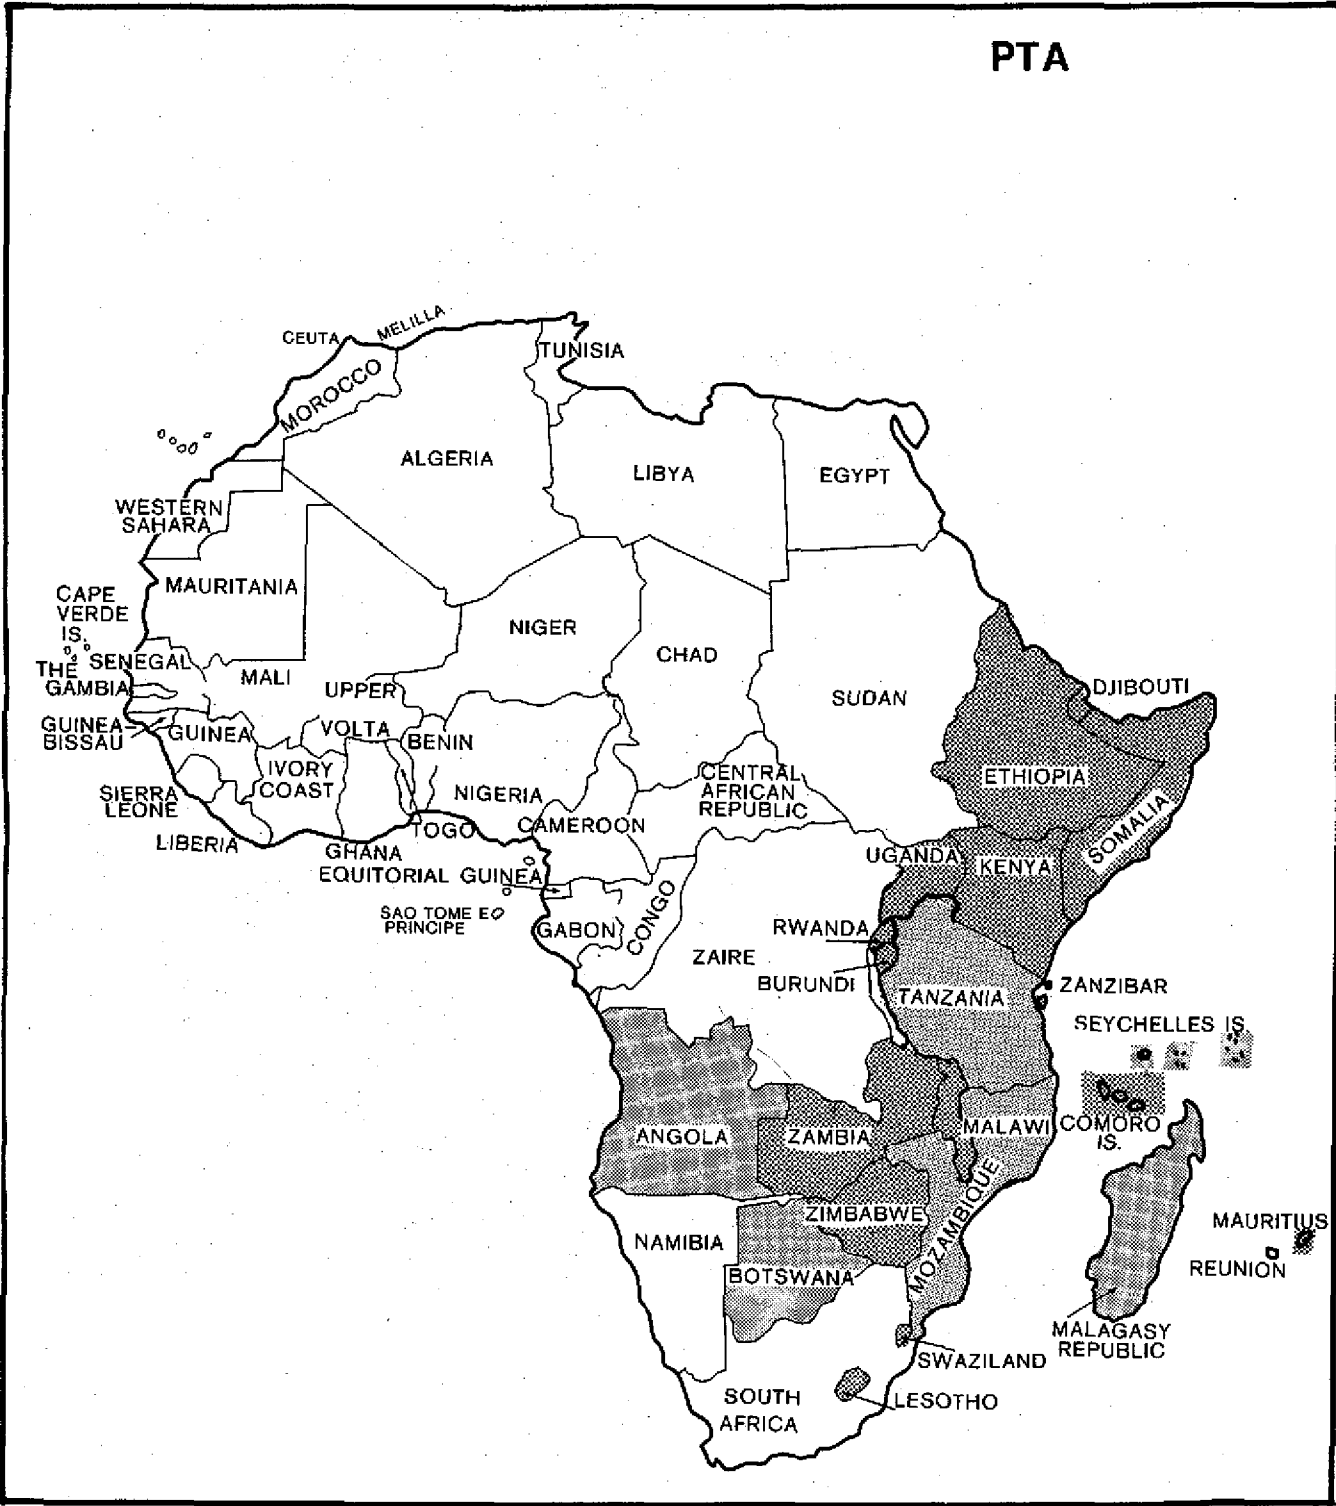 PTA
CEUTA
MELILLA
TUNISIA
MOROCCO
ALGERIA
LIBYA
EGYPT
WESTERN
SAHARA
MAURITANIA
CAPE
VERDE
IS.
NIGER
CHAD
THE
GAMBIA
SENEGAL
MALI
UPPER
VOLTA
SUDAN
DJIBOUTI
GUINEA-
BISSAU
GUINEA
BENIN
IVORY
COAST
ETHIOPIA
CENTRAL
AFRICAN
REPUBLIC
NIGERIA
SIERRA
LEONE
SOMALIA
LIBERIA
TOGO
CAMEROON
GHANA
UGANDA
KENYA
EQUITORIAL GUINEA
SAO TOME E
PRINCIPE
GABON
CONGO
RWANDA
ZAIRE
BURUNDI
TANZANIA
ZANZIBAR
SEYCHELLES IS.
ANGOLA
ZAMBIA
MALAWI
COMORO
IS.
MOZAMBIQUE
ZIMBABWE
NAMIBIA
BOTSWANA
MAURITIUS
REUNION
MALAGASY
REPUBLIC
SWAZILAND
LESOTHO
SOUTH
AFRICA